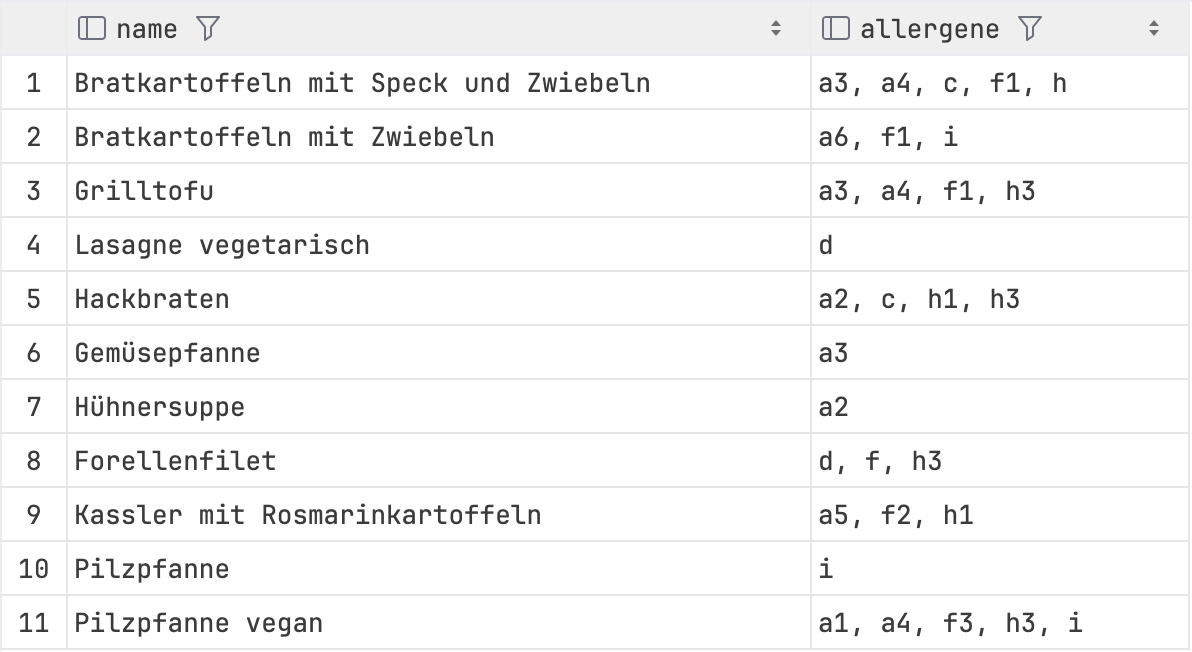 name allergene
1 Bratkartoffeln mit Speck und Zwiebeln a3, a4, c, f1, h
2 Bratkartoffeln mit Zwiebeln a6, f1, i
3 Grilltofu a3, a4, f1, h3
4 Lasagne vegetarisch d
5 Hackbraten a2, c, h1, h3
6 Gemüsepfanne a3
7 Hühnersuppe a2
8 Forellenfilet d, f, h3
9 Kassler mit Rosmarinkartoffeln a5, f2, h1
10 Pilzpfanne i
11 Pilzpfanne vegan a1, a4, f3, h3, i